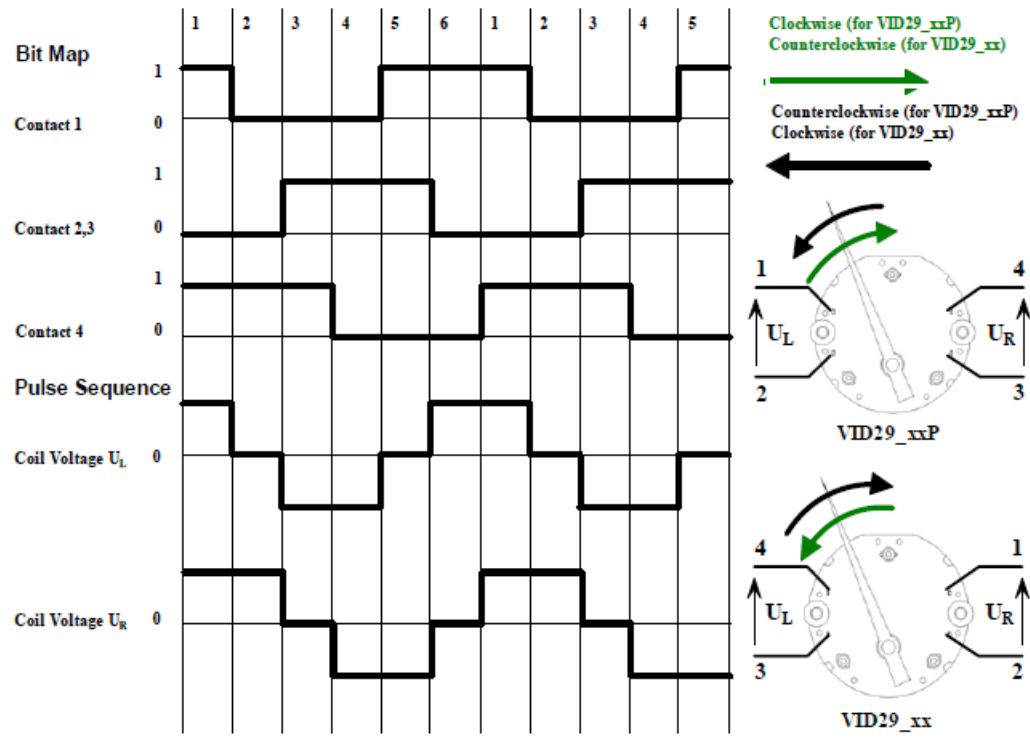 1 2 3 4 5 6 1 2 3 4 5
Bit Map
1
Contact 1 0
1
Contact 2,3 0
1
Contact 4 0
Pulse Sequence
Coil Voltage UL 0
Coil Voltage UR 0
Clockwise (for VID29_xxP)
Counterclockwise (for VID29_xx)
Counterclockwise (for VID29_xxP)
Clockwise (for VID29_xx)
1 4
UL UR
2 3
VID29_xxP
4 1
UL UR
3 2
VID29_xx